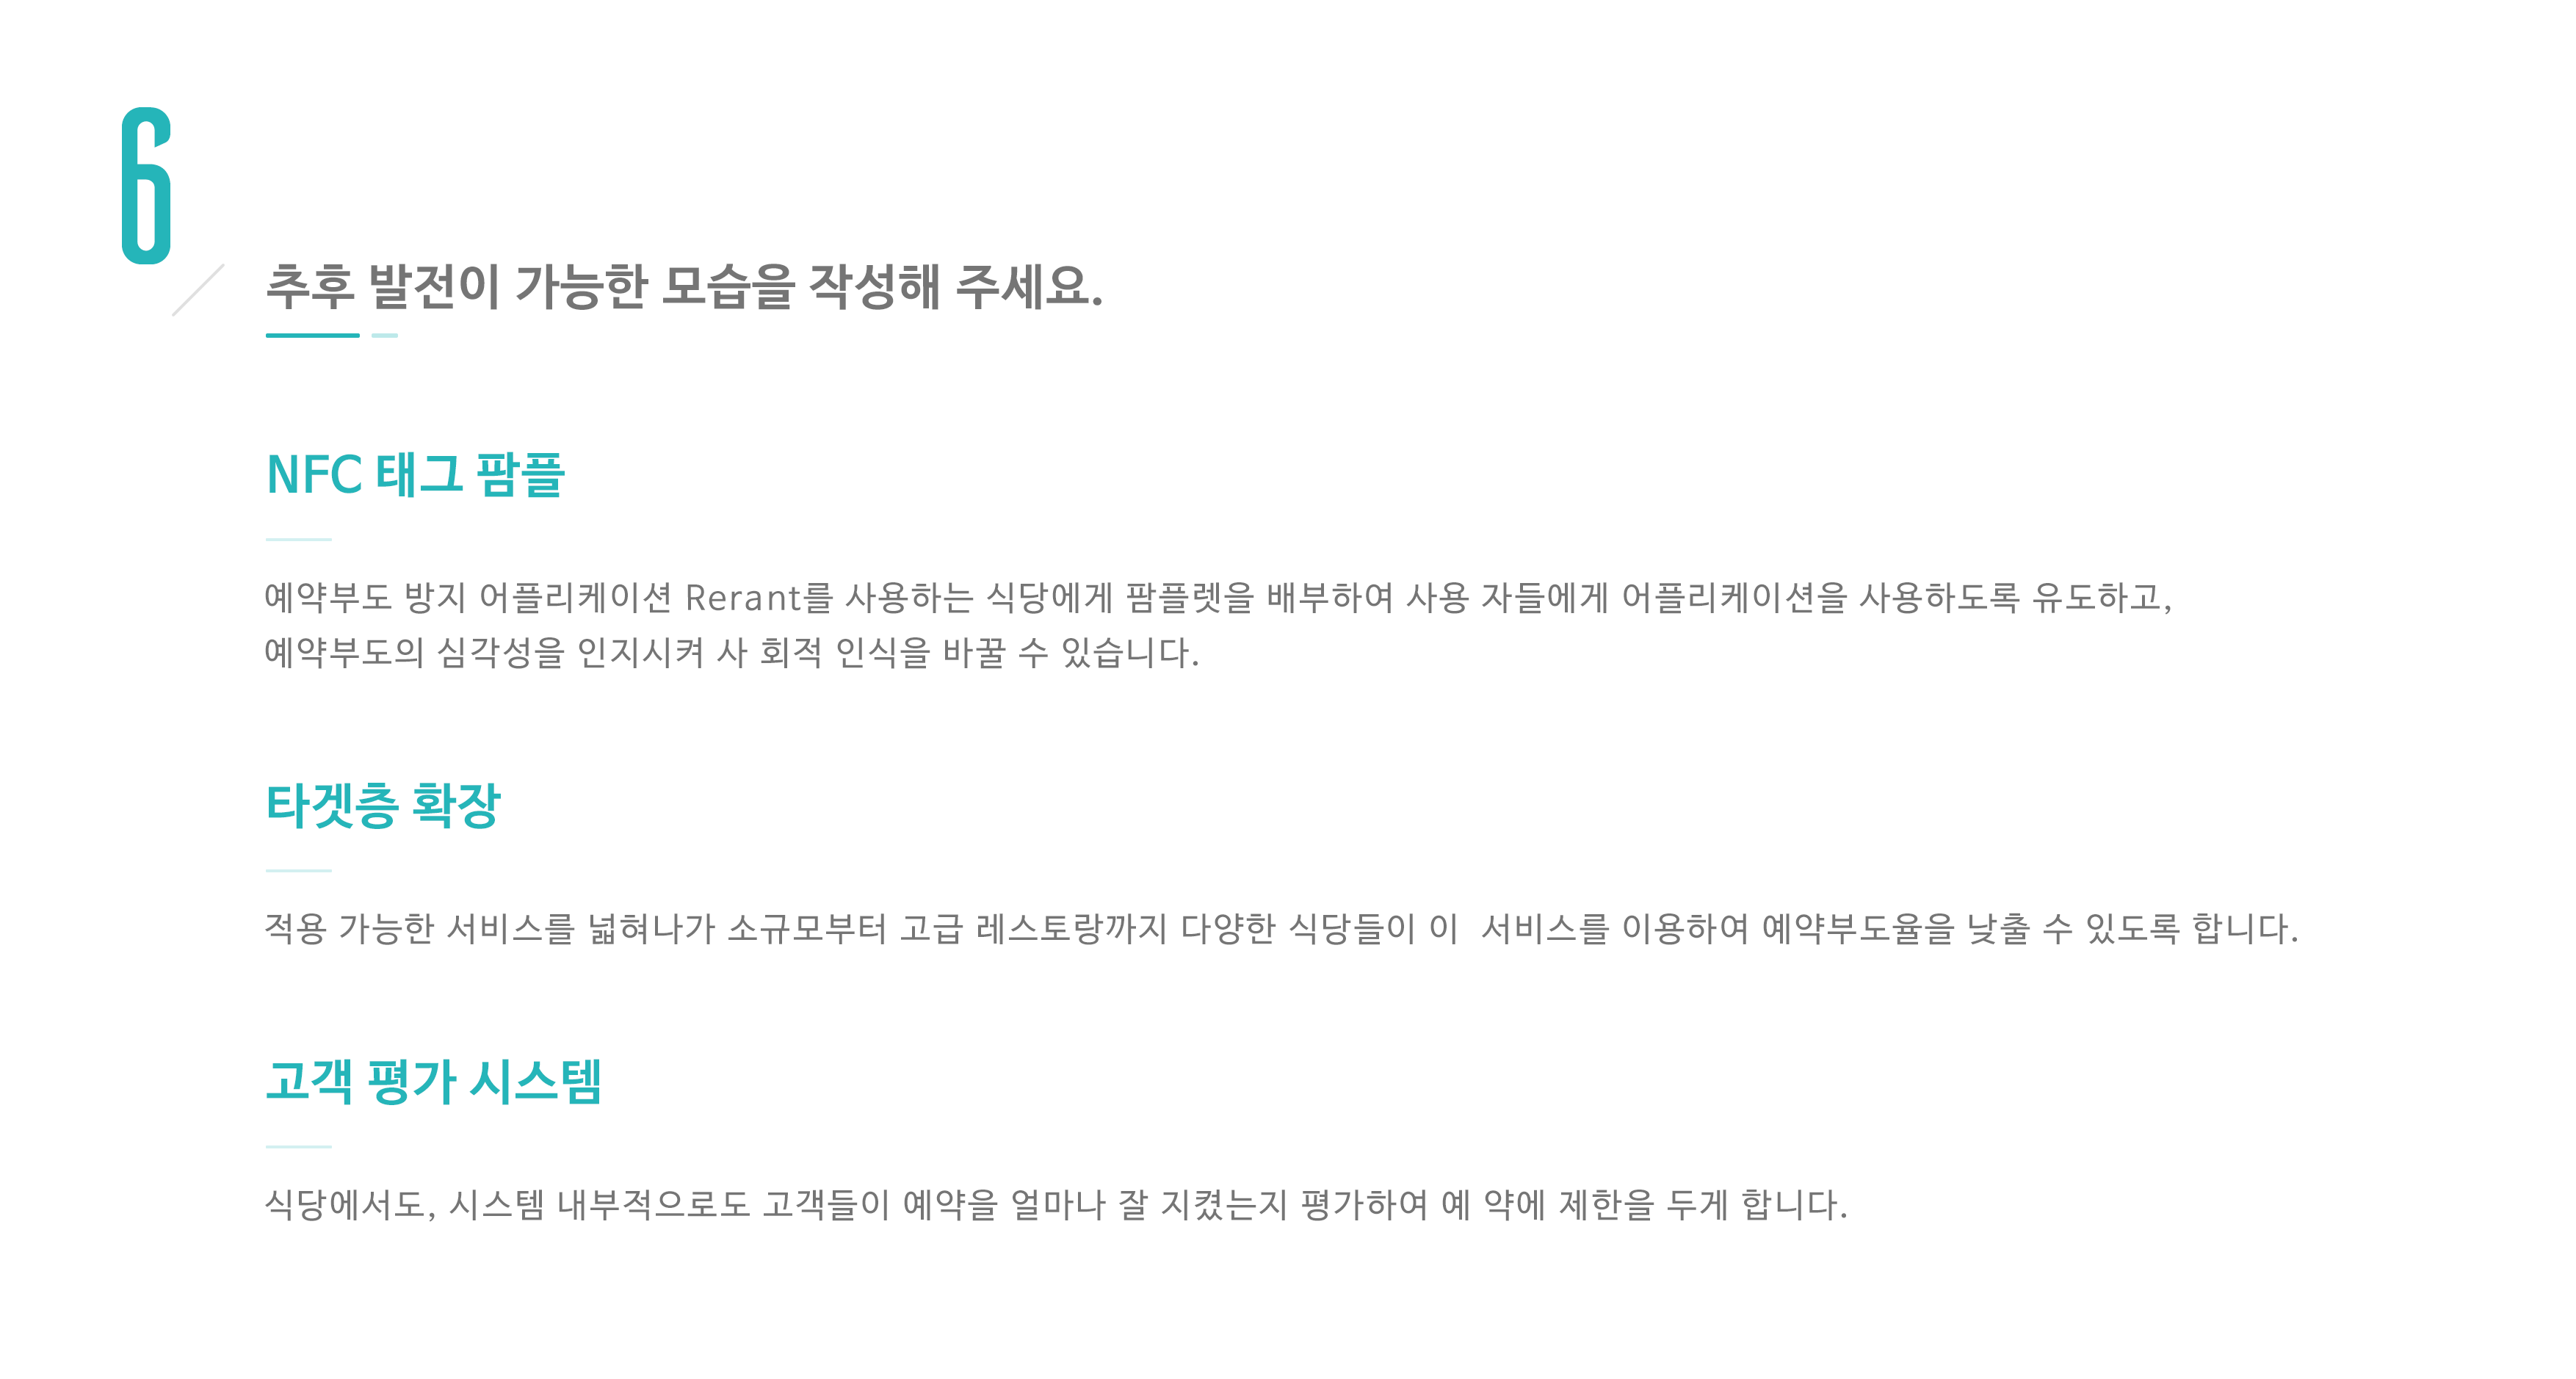 6
추후 발전이 가능한 모습을 작성해 주세요.
NFC 태그 팜플
예약부도 방지 어플리케이션 Rerant를 사용하는 식당에게 팜플렛을 배부하여 사용 자들에게 어플리케이션을 사용하도록 유도하고,
예약부도의 심각성을 인지시켜 사 회적 인식을 바꿀 수 있습니다.
타겟층 확장
적용 가능한 서비스를 넓혀나가 소규모부터 고급 레스토랑까지 다양한 식당들이 이  서비스를 이용하여 예약부도율을 낮출 수 있도록 합니다.
고객 평가 시스템
식당에서도, 시스템 내부적으로도 고객들이 예약을 얼마나 잘 지켰는지 평가하여 예 약에 제한을 두게 합니다.